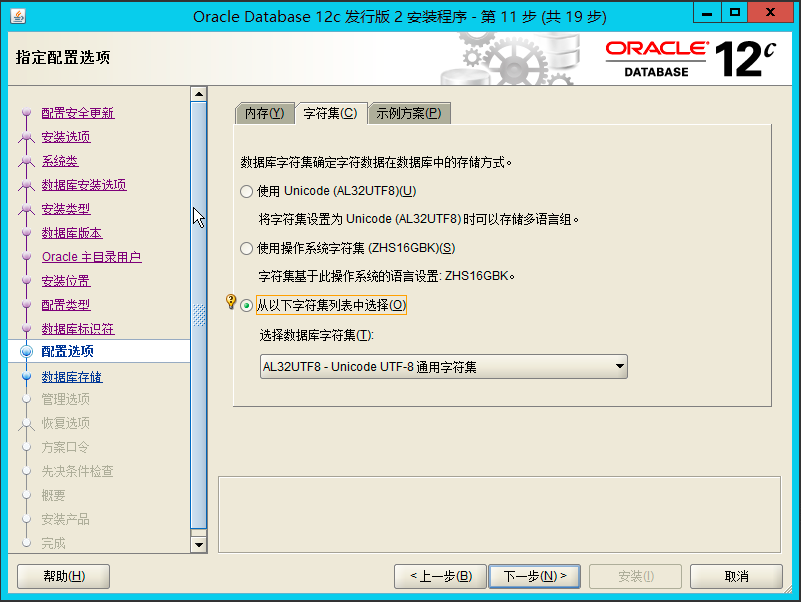 Oracle Database 12c 发行版 2 安装程序 - 第 11 步 (共 19 步)
指定配置选项
ORACLE®
DATABASE
12c
配置安全更新
安装选项
系统类
数据库安装选项
安装类型
数据库版本
Oracle 主目录用户
安装位置
配置类型
数据库标识符
配置选项
数据库存储
管理选项
恢复选项
方案口令
先决条件检查
概要
安装产品
完成
内存(Y) 字符集(C) 示例方案(P)
数据库字符集确定字符数据在数据库中的存储方式。
使用 Unicode (AL32UTF8)(U)
将字符集设置为 Unicode (AL32UTF8) 时可以存储多语言组。
使用操作系统字符集 (ZHS16GBK)(S)
字符集基于此操作系统的语言设置: ZHS16GBK。
从以下字符集列表中选择(O)
选择数据库字符集(T):
AL32UTF8 - Unicode UTF-8 通用字符集
帮助(H) < 上一步(B) 下一步(N) > 安装(I) 取消